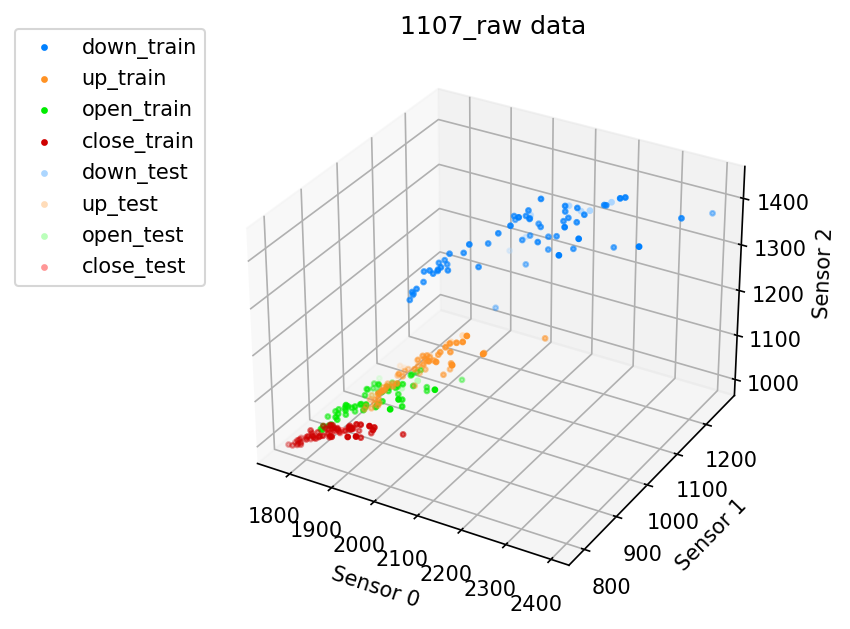 1107_raw data
down_train
up_train
open_train
close_train
down_test
up_test
open_test
close_test
1400
1300
1200
1100
1000
Sensor 2
1200
1100
1000
900
800
Sensor 1
1800
1900
2000
2100
2200
2300
2400
Sensor 0